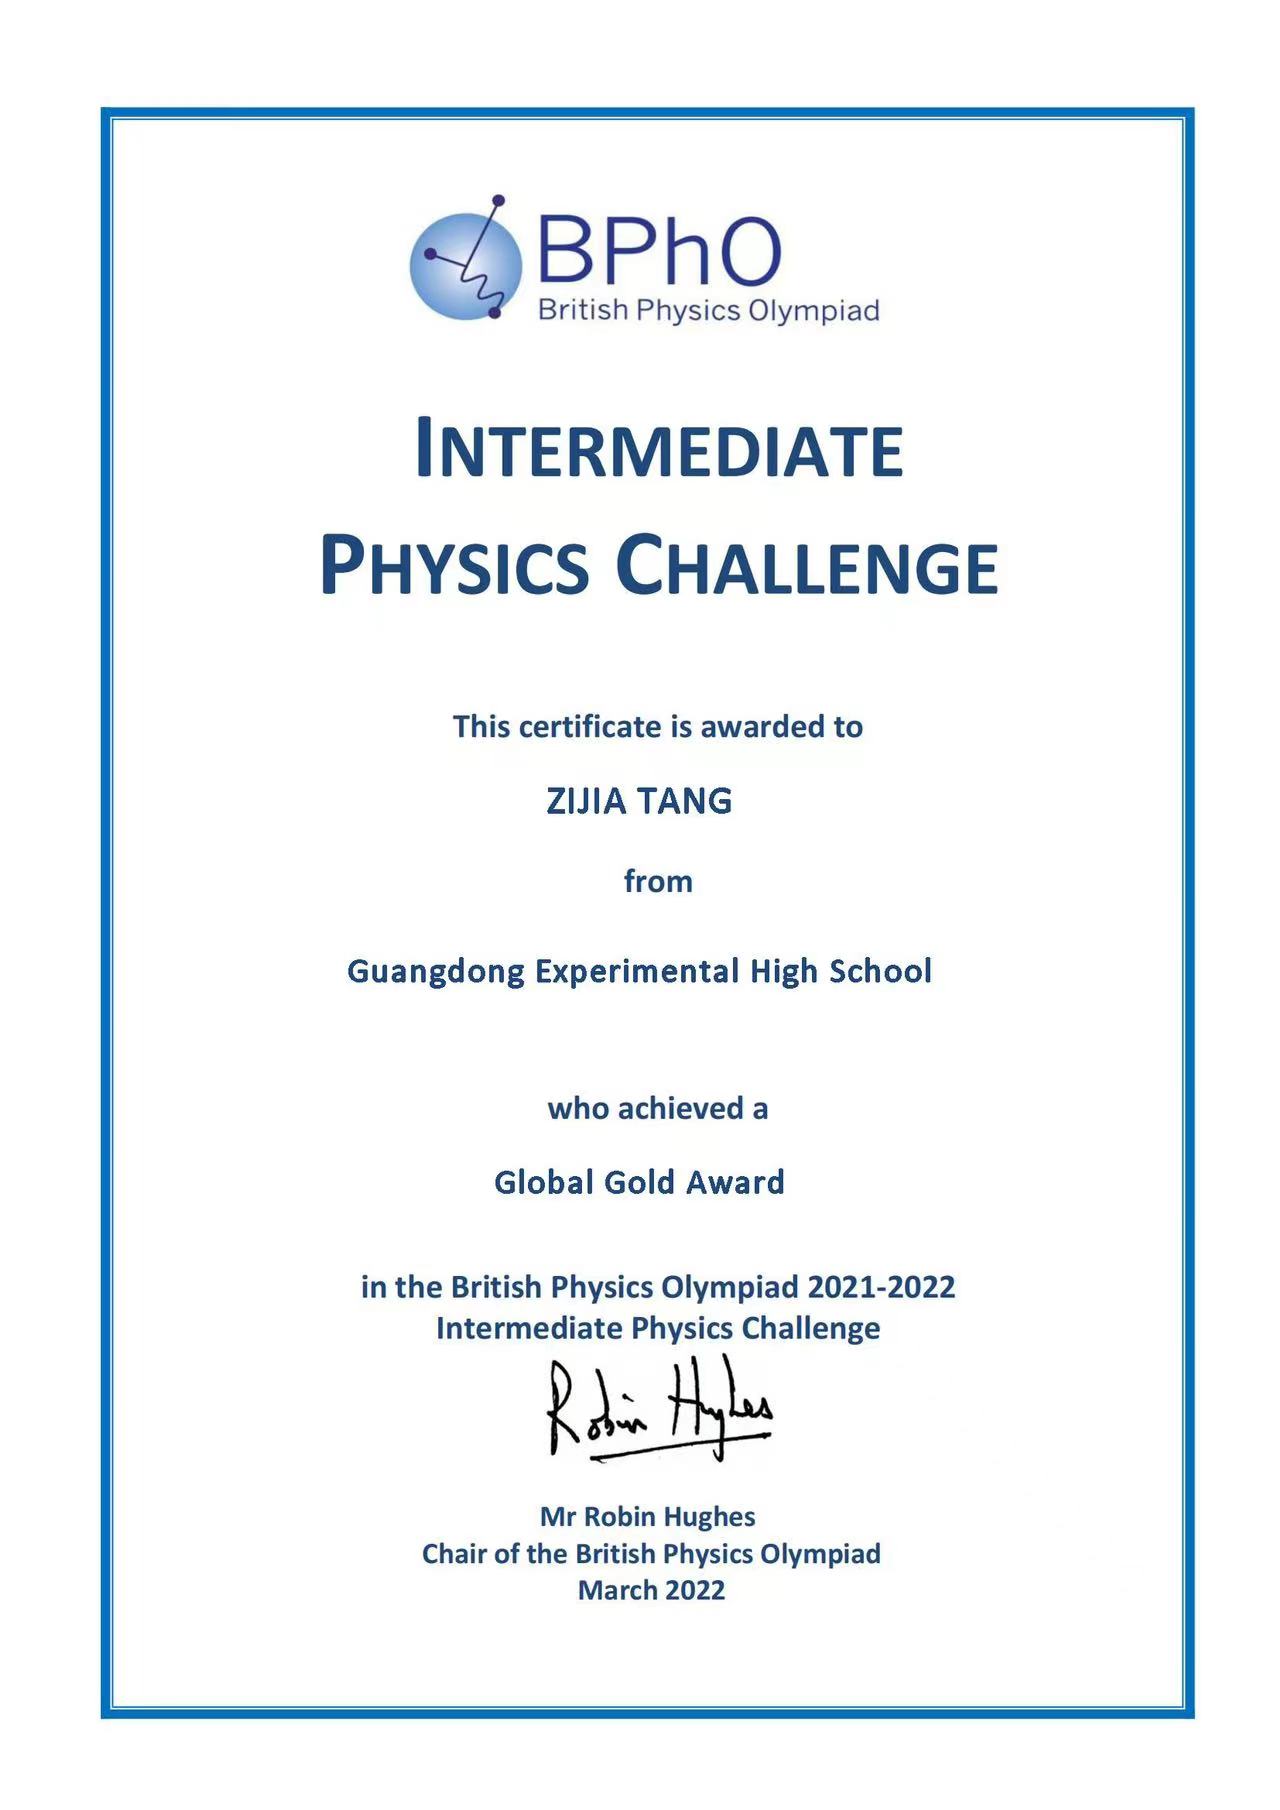 BPhO
British Physics Olympiad
INTERMEDIATE
PHYSICS CHALLENGE
This certificate is awarded to
ZIJIA TANG
from
Guangdong Experimental High School
who achieved a
Global Gold Award
in the British Physics Olympiad 2021-2022
Intermediate Physics Challenge
Robin Hughes
Mr Robin Hughes
Chair of the British Physics Olympiad
March 2022